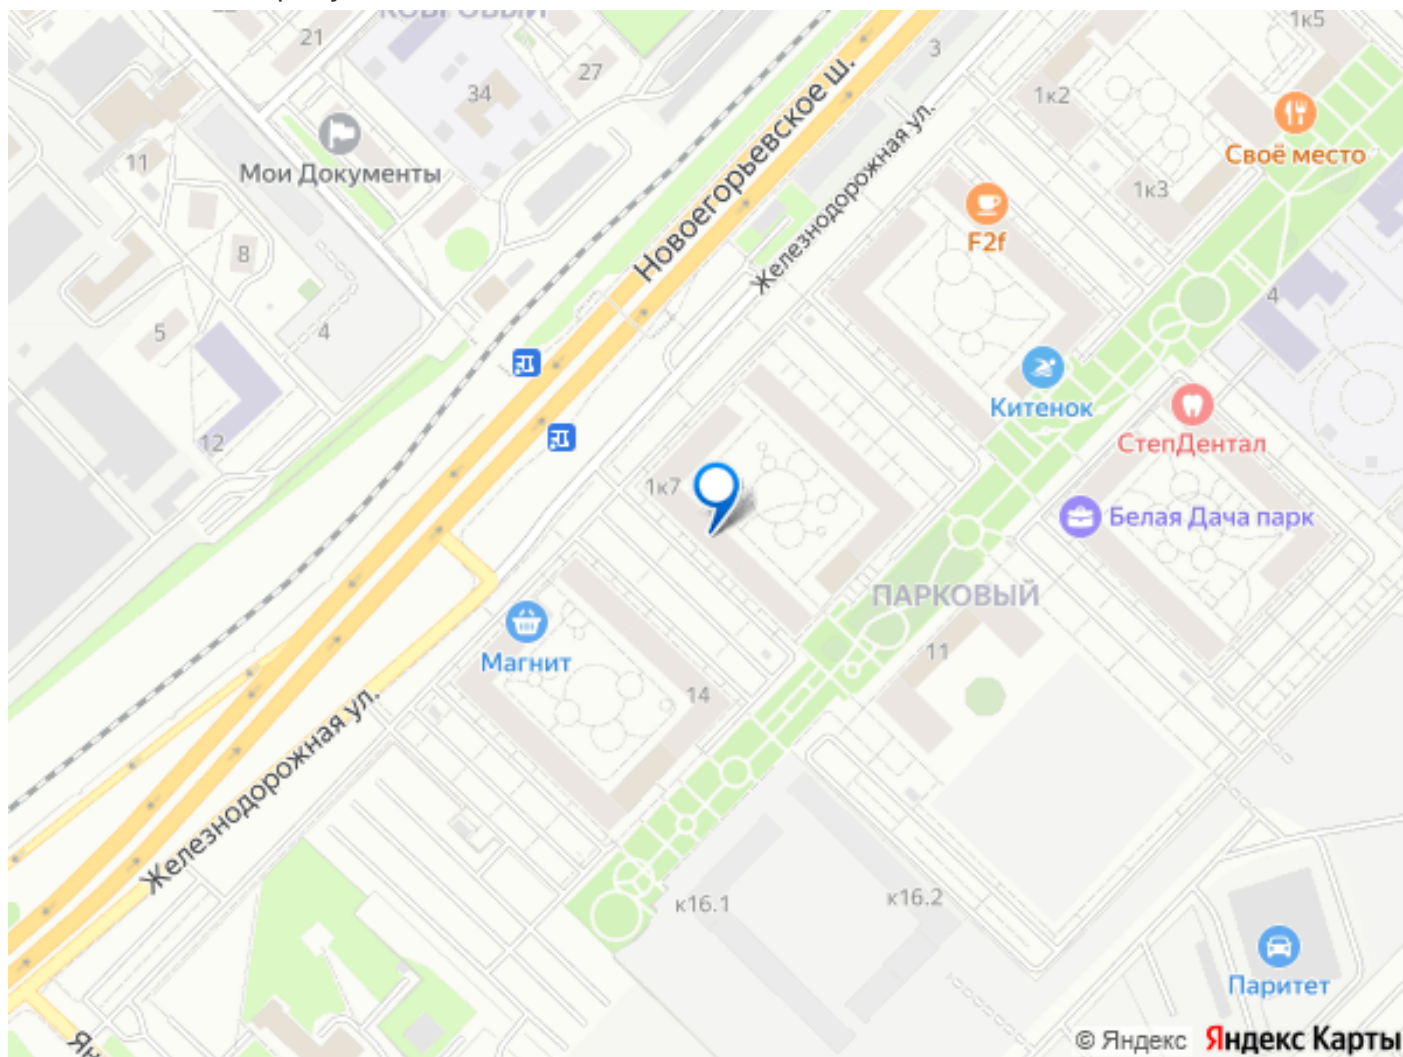 КОВРОВЫЙ
1к5
21
3
27
34
1к2
Новоегорьевское ш.
Железнодорожная ул.
Своё место
11
Мои Документы
1к3
F2f
8
4
5
4
Китенок
12
СтепДентал
1к7
Белая Дача парк
ПАРКОВЫЙ
Магнит
11
14
Железнодорожная ул.
к16.1
к16.2
Паритет
© Яндекс Яндекс Карты